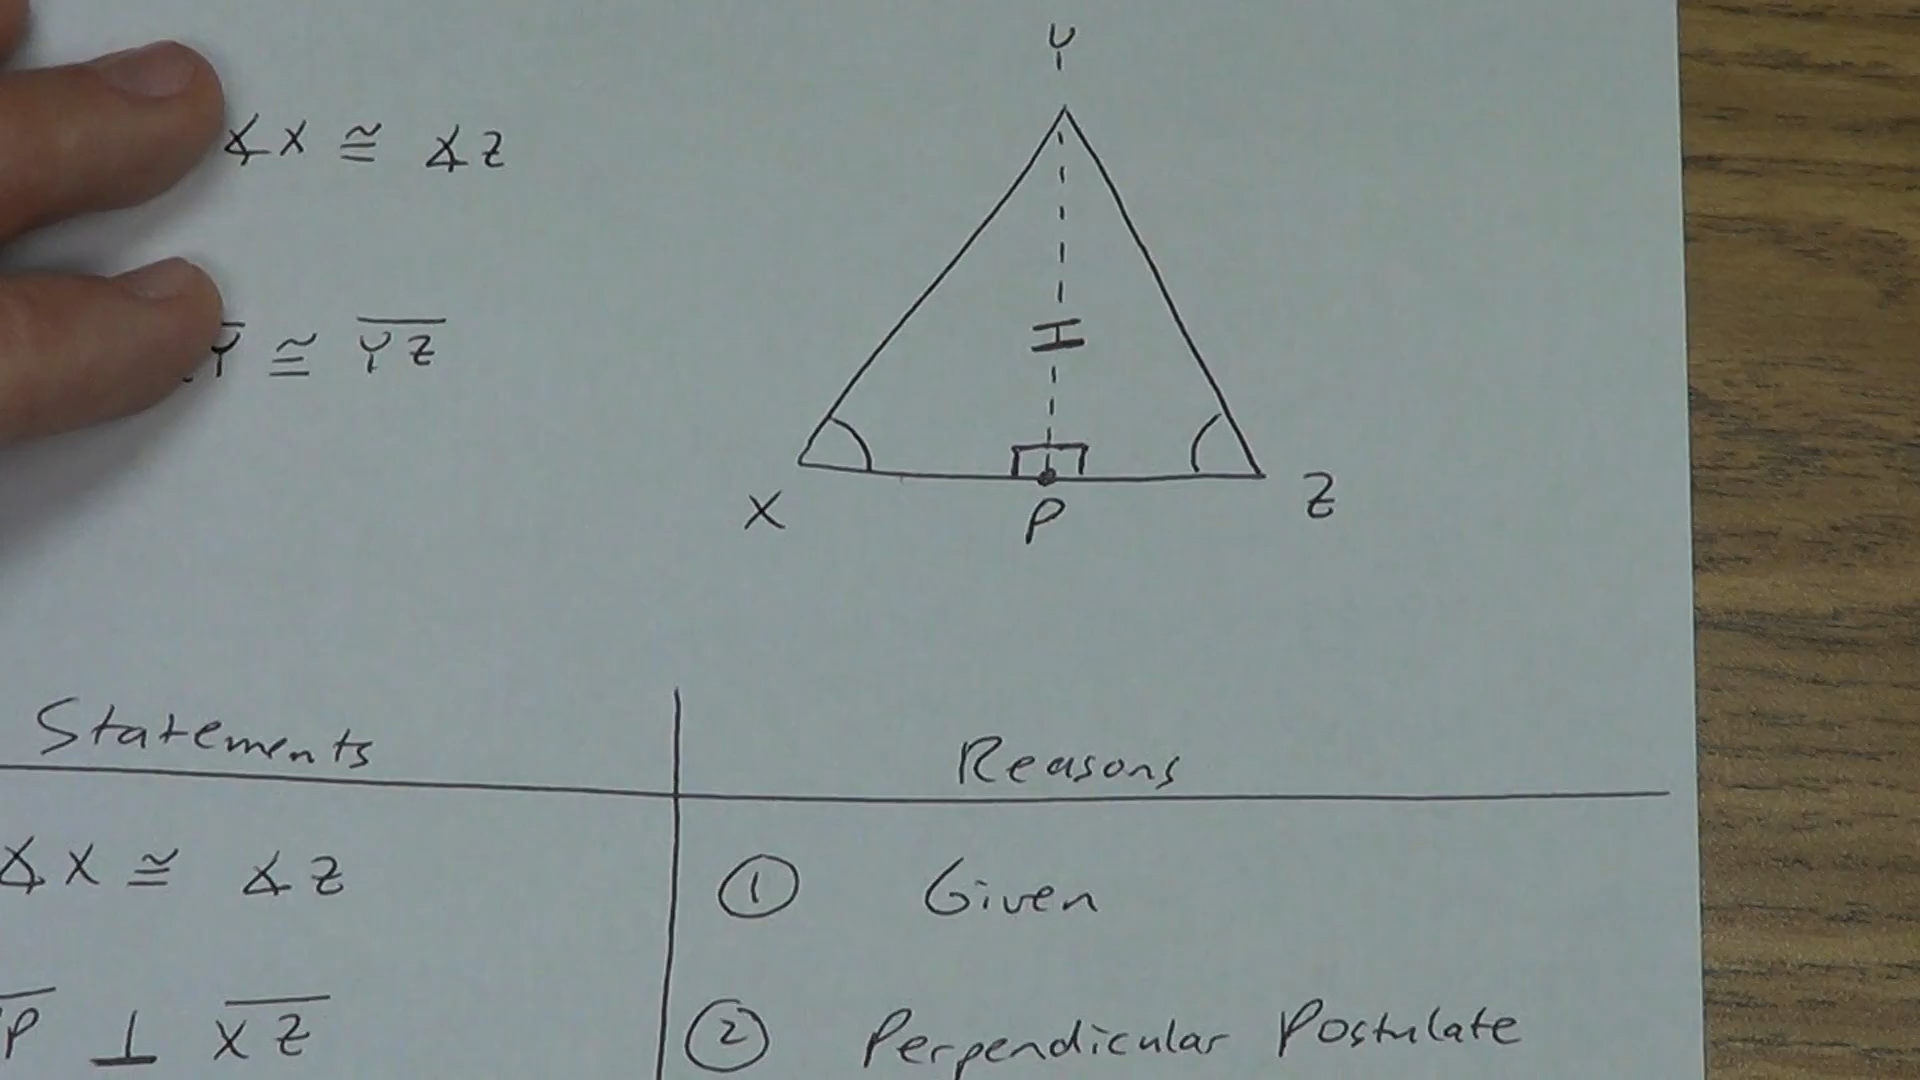 ∡X ≅ ∡Z
Y ≅ YZ
Y
X
P
Z
Statements
Reasons
∡X ≅ ∡Z
① Given
P ⊥ XZ
② Perpendicular Postulate